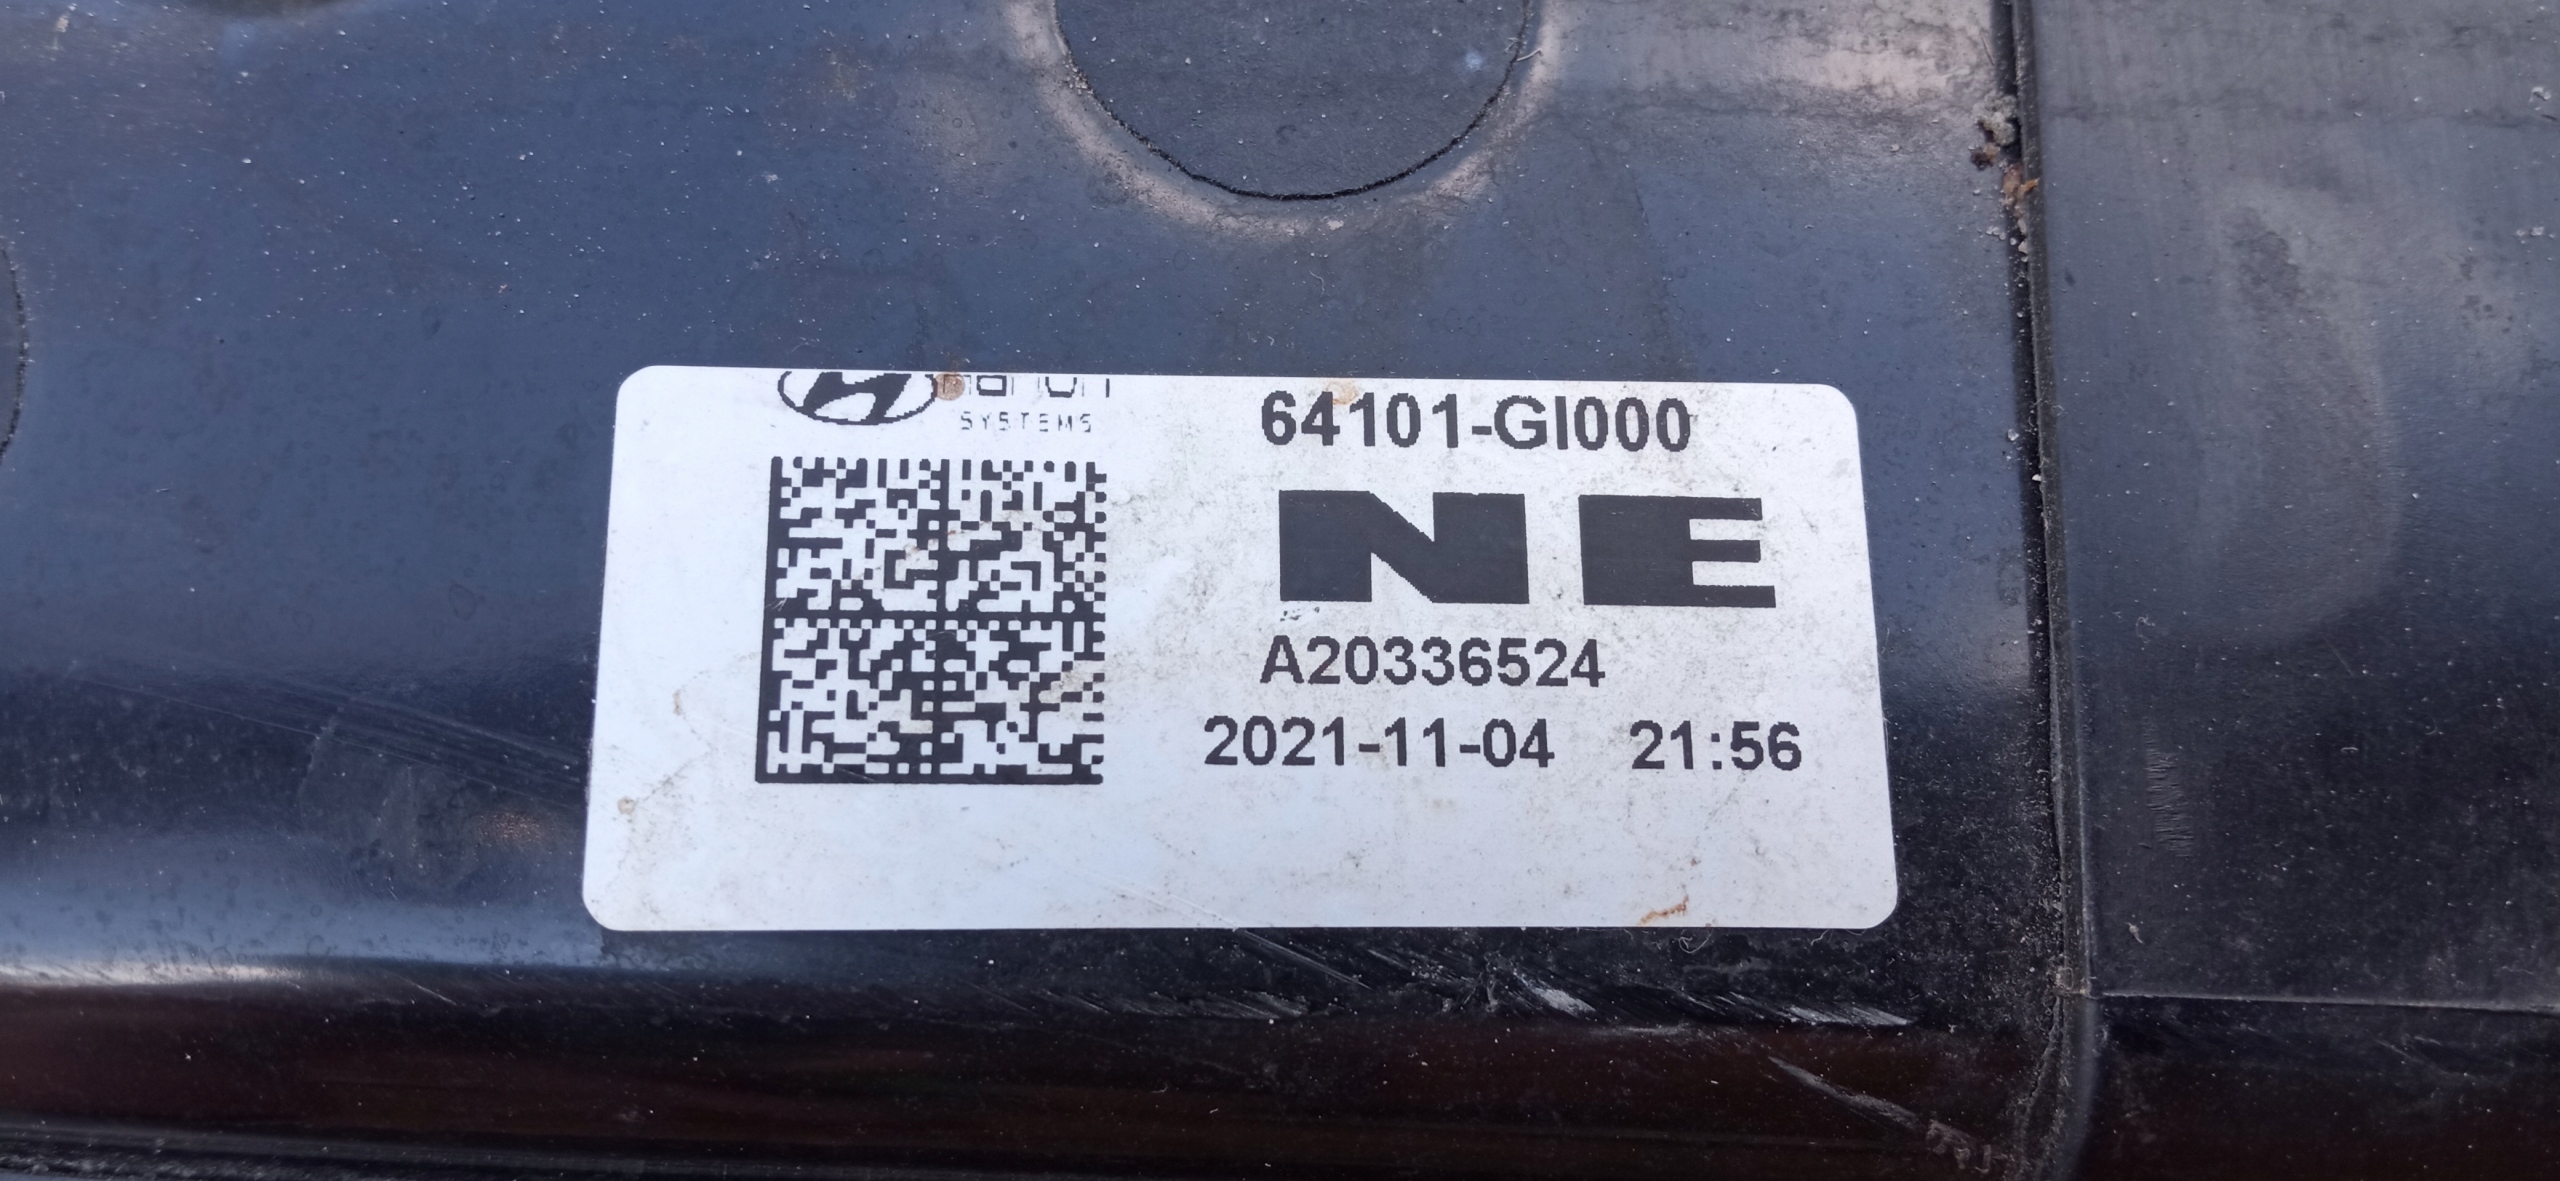 SYSTEMS
64101-GI000
NE
A20336524
2021-11-04 21:56